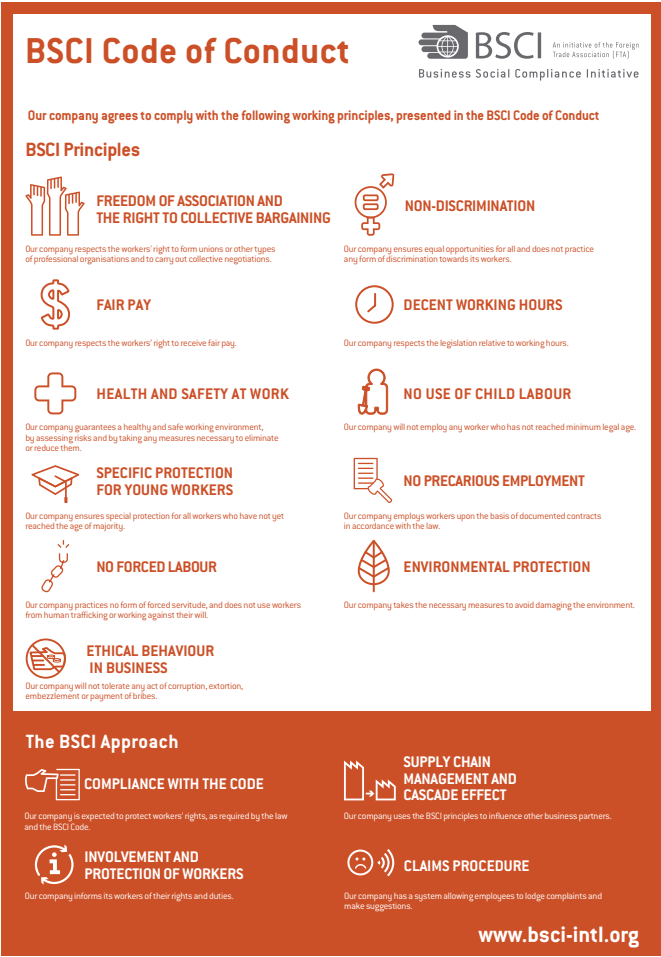 BSCI Code of Conduct
BSCI
An initiative of the Foreign
Trade Association (FTA)
Business Social Compliance Initiative
Our company agrees to comply with the following working principles, presented in the BSCI Code of Conduct
BSCI Principles
FREEDOM OF ASSOCIATION AND
THE RIGHT TO COLLECTIVE BARGAINING
Our company respects the workers' right to form unions or other types
of professional organisations and to carry out collective negotiations.
NON-DISCRIMINATION
Our company ensures equal opportunities for all and does not practice
any form of discrimination towards its workers.
FAIR PAY
Our company respects the workers' right to receive fair pay.
DECENT WORKING HOURS
Our company respects the legislation relative to working hours.
HEALTH AND SAFETY AT WORK
Our company guarantees a healthy and safe working environment,
by assessing risks and by taking any measures necessary to eliminate
or reduce them.
NO USE OF CHILD LABOUR
Our company will not employ any worker who has not reached minimum legal age.
SPECIFIC PROTECTION
FOR YOUNG WORKERS
Our company ensures special protection for all workers who have not yet
reached the age of majority.
NO PRECARIOUS EMPLOYMENT
Our company employs workers upon the basis of documented contracts
in accordance with the law.
NO FORCED LABOUR
Our company practices no form of forced servitude, and does not use workers
from human trafficking or working against their will.
ENVIRONMENTAL PROTECTION
Our company takes the necessary measures to avoid damaging the environment.
ETHICAL BEHAVIOUR
IN BUSINESS
Our company will not tolerate any act of corruption, extortion,
embezzlement or payment of bribes.
The BSCI Approach
COMPLIANCE WITH THE CODE
Our company is expected to protect workers' rights, as required by the law
and the BSCI Code.
SUPPLY CHAIN
MANAGEMENT AND
CASCADE EFFECT
Our company uses the BSCI principles to influence other business partners.
INVOLVEMENT AND
PROTECTION OF WORKERS
Our company informs its workers of their rights and duties.
CLAIMS PROCEDURE
Our company has a system allowing employees to lodge complaints and
make suggestions.
www.bsci-intl.org